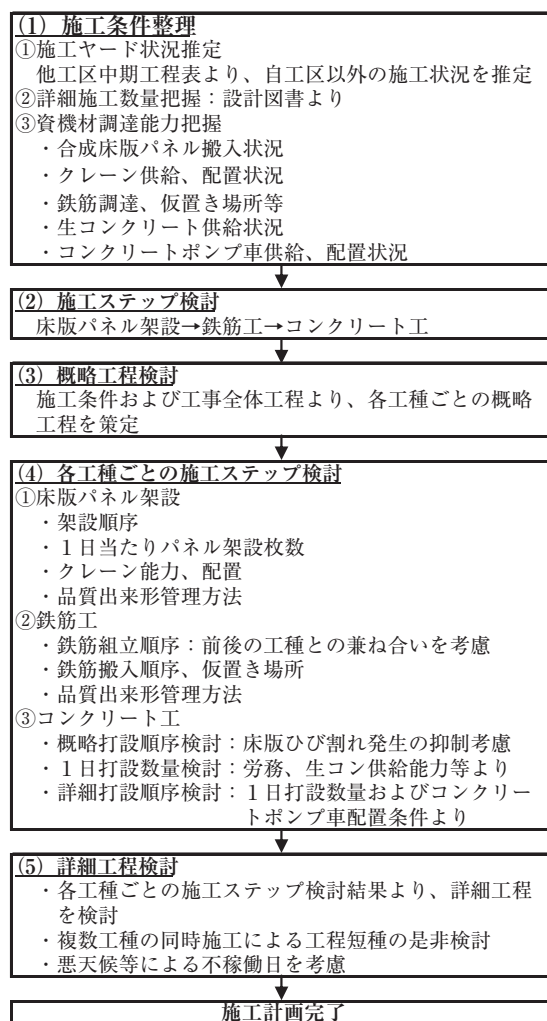 (1) 施工条件整理
①施工ヤード状況推定
他工区中期工程表より、自工区以外の施工状況を推定
②詳細施工数量把握：設計図書より
③資機材調達能力把握
・合成床版パネル搬入状況
・クレーン供給、配置状況
・鉄筋調達、仮置き場所等
・生コンクリート供給状況
・コンクリートポンプ車供給、配置状況
(2) 施工ステップ検討
床版パネル架設→鉄筋工→コンクリート工
(3) 概略工程検討
施工条件および工事全体工程より、各工種ごとの概略
工程を策定
(4) 各工種ごとの施工ステップ検討
①床版パネル架設
・架設順序
・１日当たりパネル架設枚数
・クレーン能力、配置
・品質出来形管理方法
②鉄筋工
・鉄筋組立順序：前後の工種との兼ね合いを考慮
・鉄筋搬入順序、仮置き場所
・品質出来形管理方法
③コンクリート工
・概略打設順序検討：床版ひび割れ発生の抑制考慮
・１日打設数量検討：労務、生コン供給能力等より
・詳細打設順序検討：１日打設数量およびコンクリー
トポンプ車配置条件より
(5) 詳細工程検討
・各工種ごとの施工ステップ検討結果より、詳細工程
を検討
・複数工種の同時施工による工程短種の是非検討
・悪天候等による不稼働日を考慮
施工計画完了